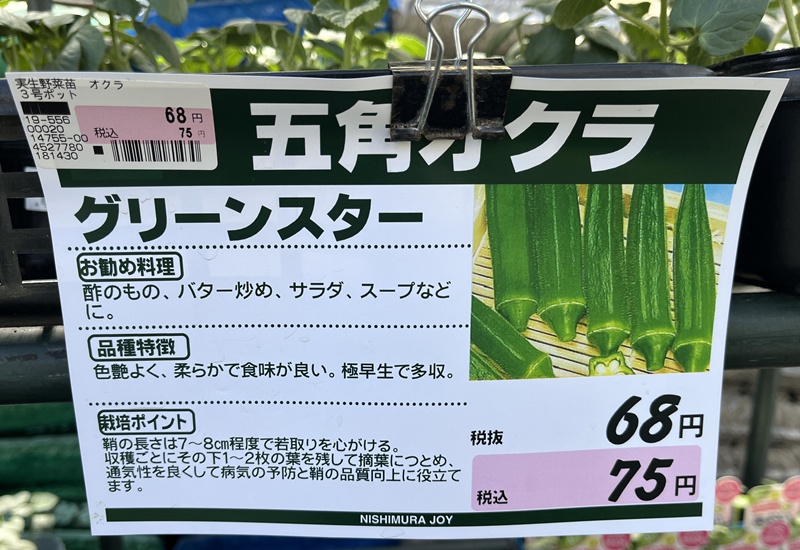 実生野菜苗 オクラ
3号ポット
68円
税込 75円
19-556
00020
14755-00
4527780
181430
五角オクラ
グリーンスター
お勧め料理
酢のもの、バター炒め、サラダ、スープなど
に。
品種特徴
色艶よく、柔らかで食味が良い。極早生で多収。
栽培ポイント
鞘の長さは7～8cm程度で若取りを心がける。
収穫ごとにその下1～2枚の葉を残して摘葉につとめ、
通気性を良くして病気の予防と鞘の品質向上に役立て
ます。
税抜 68円
税込 75円
NISHIMURA JOY